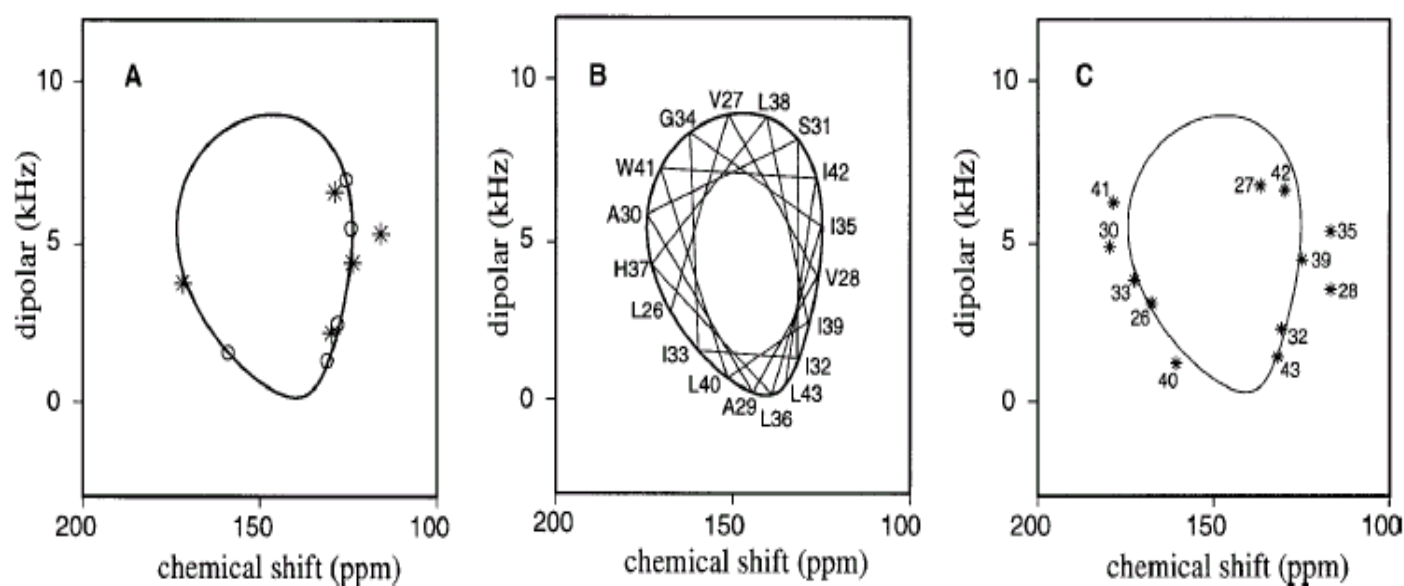 A
10
5
0
dipolar (kHz)
200
150
100
chemical shift (ppm)
B
10
5
0
dipolar (kHz)
V27
L38
G34
S31
W41
I42
A30
I35
H37
V28
L26
I39
I33
I32
L40
L43
A29
L36
200
150
100
chemical shift (ppm)
C
10
5
0
dipolar (kHz)
27
42
41
35
30
39
28
33
26
32
40
43
200
150
100
chemical shift (ppm)